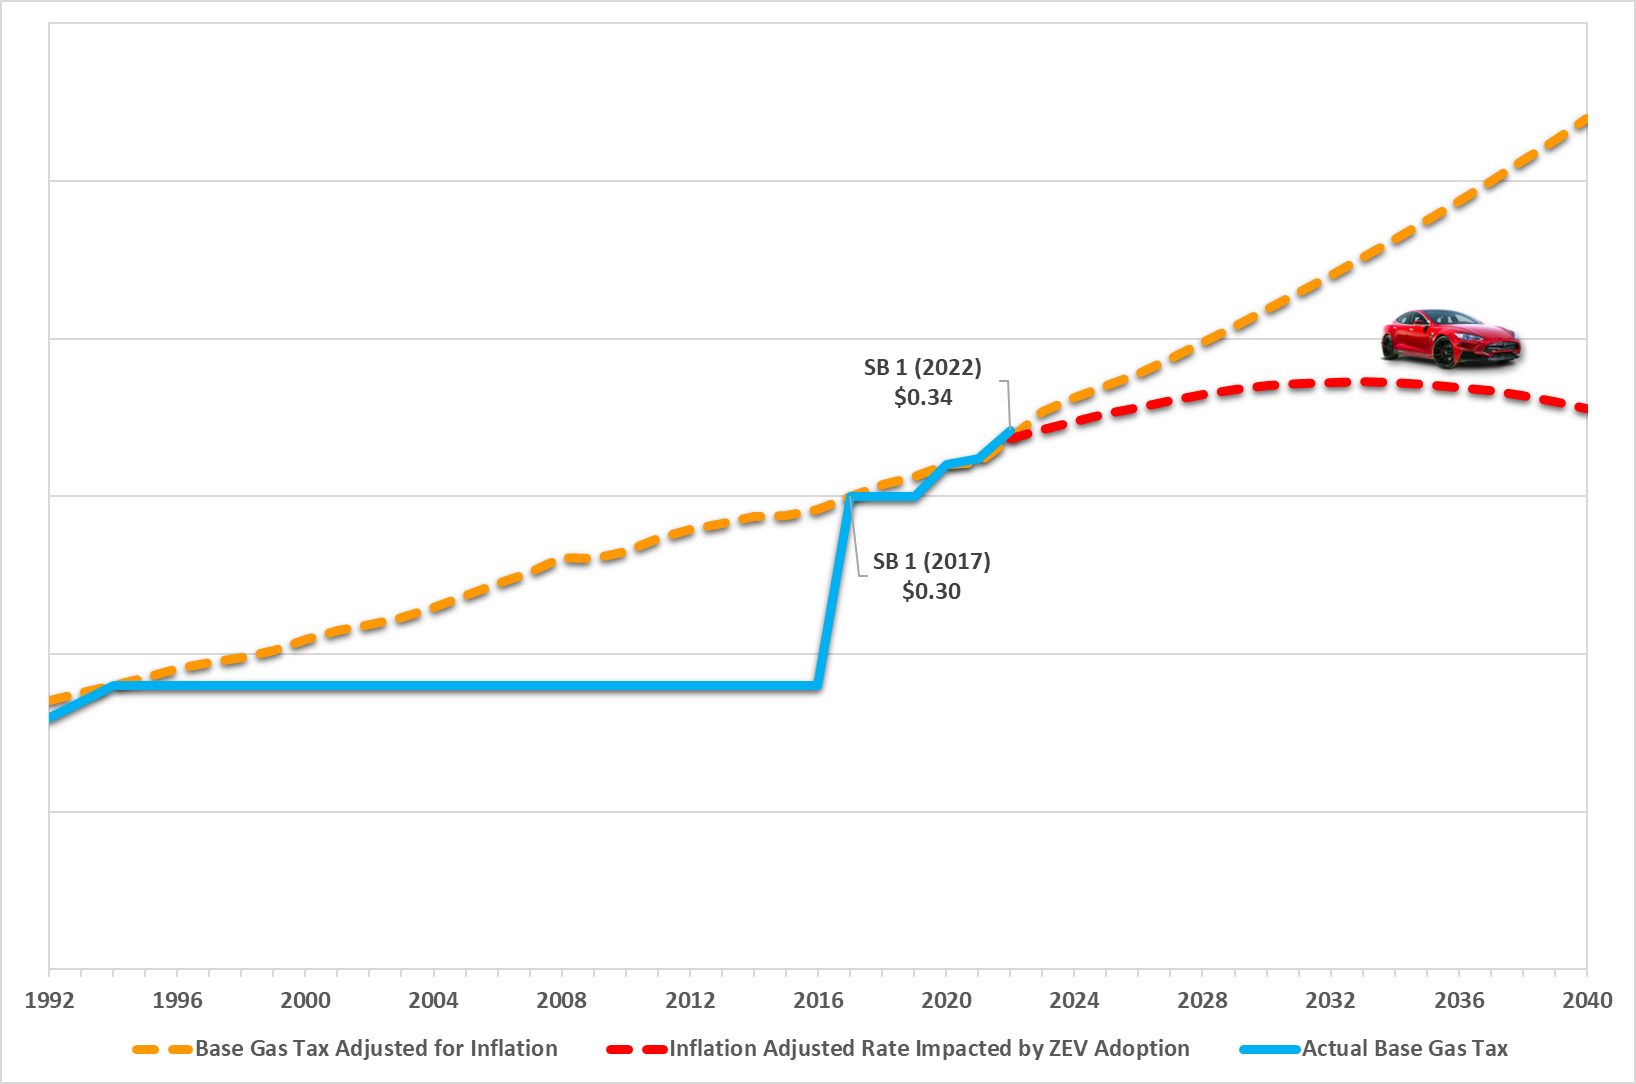 SB 1 (2022)
$0.34
SB 1 (2017)
$0.30
1992 1996 2000 2004 2008 2012 2016 2020 2024 2028 2032 2036 2040
Base Gas Tax Adjusted for Inflation Inflation Adjusted Rate Impacted by ZEV Adoption Actual Base Gas Tax